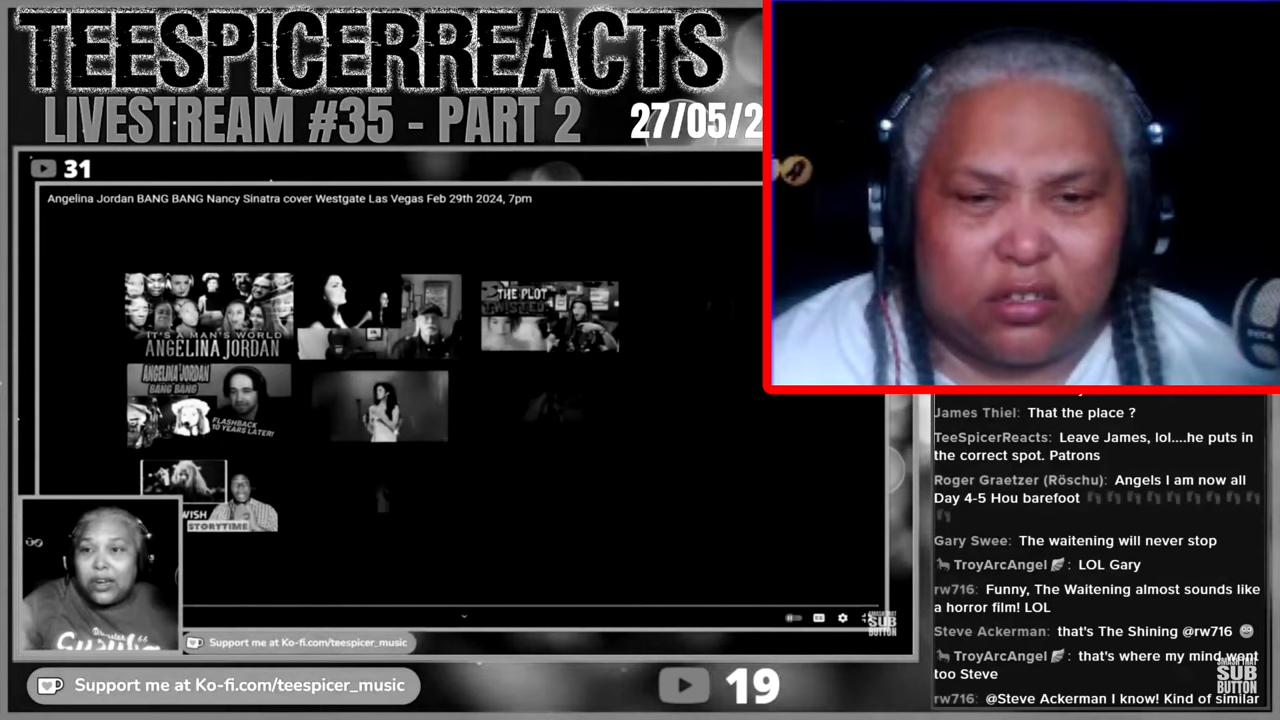 TEESPICERREACTS
LIVESTREAM #35 - PART 2
27/05/2
31
Angelina Jordan BANG BANG Nancy Sinatra cover Westgate Las Vegas Feb 29th 2024, 7pm
IT'S A MAN'S WORLD
ANGELINA JORDAN
THE PLOT
TWISTED
ANGELINA JORDAN
BANG BANG
FLASHBACK
10 YEARS LATER!
WISH
STORYTIME
SMASH THAT
SUB
BUTTON
Support me at Ko-fi.com/teespicer_music
Support me at Ko-fi.com/teespicer_music
19
James Thiel: That the place ?
TeeSpicerReacts: Leave James, lol....he puts in
the correct spot. Patrons
Roger Graetzer (Röschu): Angels I am now all
Day 4-5 Hou barefoot
Gary Swee: The waitening will never stop
TroyArcAngel: LOL Gary
rw716: Funny, The Waitening almost sounds like
a horror film! LOL
Steve Ackerman: that's The Shining @rw716
TroyArcAngel: that's where my mind went
too Steve
rw716: @Steve Ackerman I know! Kind of similar
SMASH THAT
SUB
BUTTON